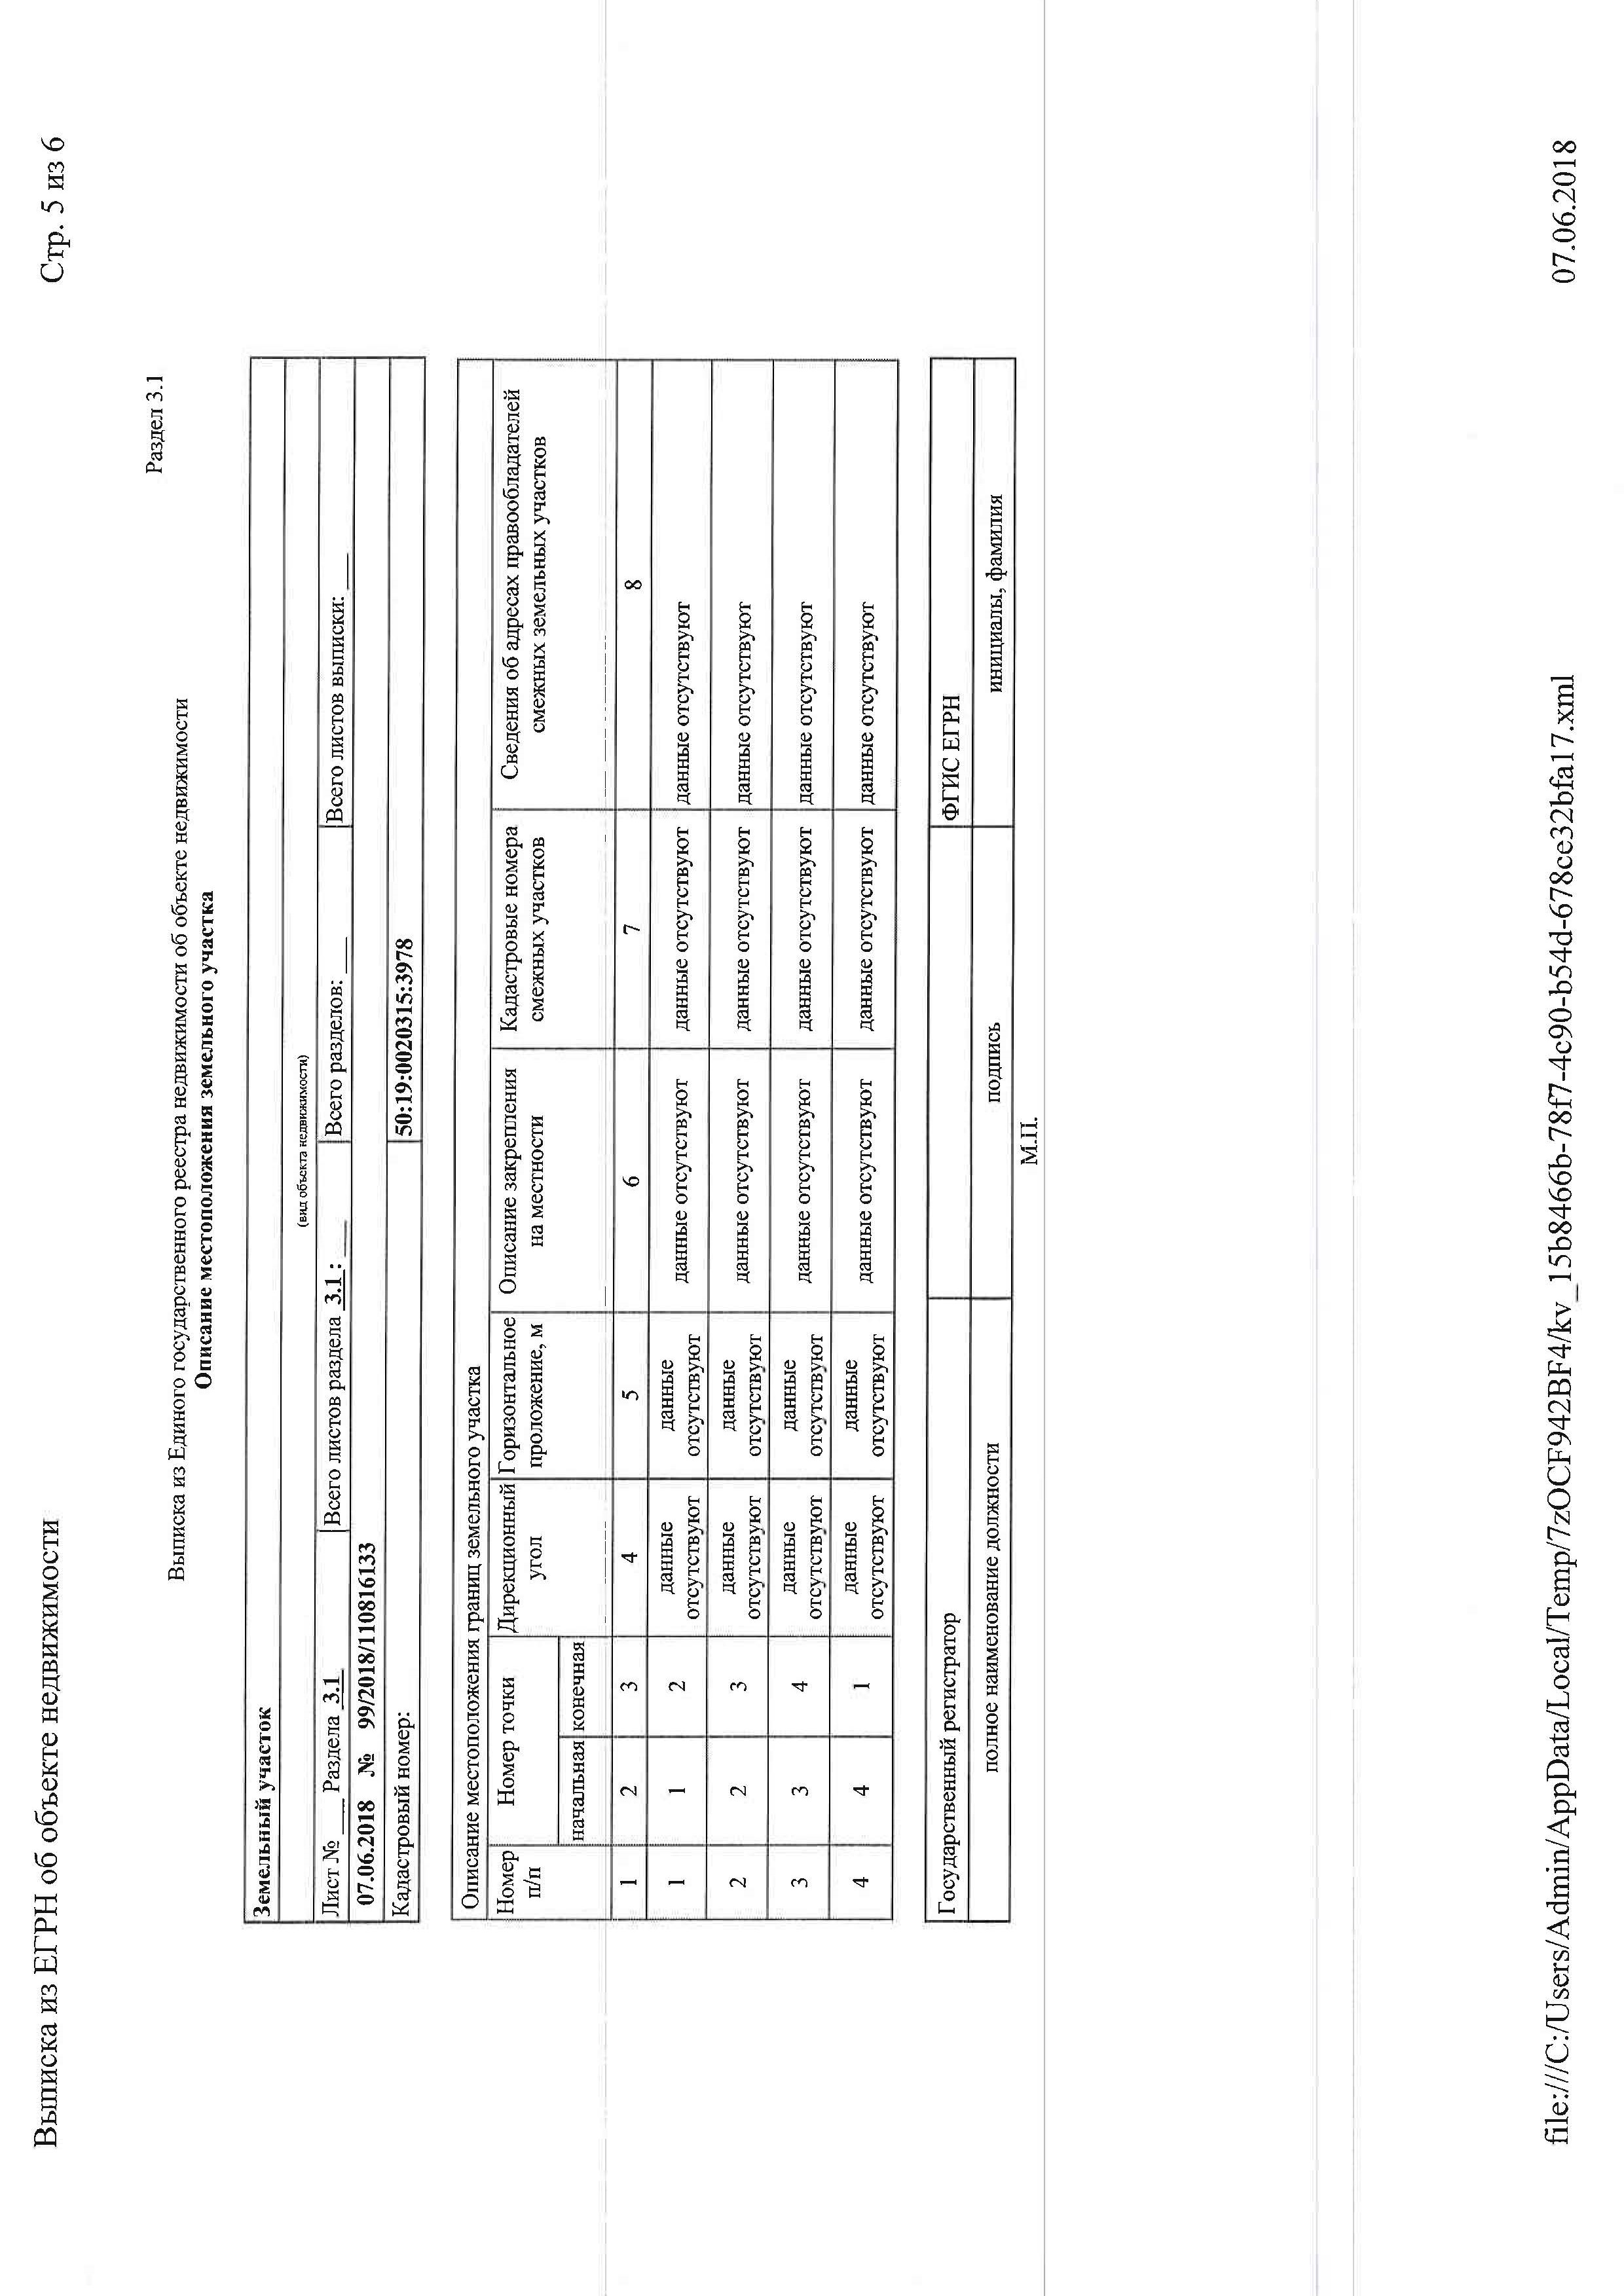 Выписка из ЕГРН об объекте недвижимости Стр. 5 из 6
Раздел 3.1
Выписка из Единого государственного реестра недвижимости об объекте недвижимости
Описание местоположения земельного участка
Земельный участок
(вид объекта недвижимости)
Лист № ___ Раздела 3.1 Всего листов раздела 3.1 : ___ Всего разделов: ___ Всего листов выписки: ___
07.06.2018 № 99/2018/110816133
Кадастровый номер: 50:19:0020315:3978
Описание местоположения границ земельного участка
Номер Номер точки Дирекционный Горизонтальное Описание закрепления Кадастровые номера Сведения об адресах правообладателей
п/п угол проложение, м на местности смежных участков смежных земельных участков
начальная конечная
1 2 3 4 5 6 7 8
1 1 2 данные отсутствуют данные отсутствуют данные отсутствуют данные отсутствуют данные отсутствуют
2 2 3 данные отсутствуют данные отсутствуют данные отсутствуют данные отсутствуют данные отсутствуют
3 3 4 данные отсутствуют данные отсутствуют данные отсутствуют данные отсутствуют данные отсутствуют
4 4 1 данные отсутствуют данные отсутствуют данные отсутствуют данные отсутствуют данные отсутствуют
Государственный регистратор ФГИС ЕГРН
полное наименование должности подпись инициалы, фамилия
М.П.
file:///C:/Users/Admin/AppData/Local/Temp/7zOCF942BF4/kv_15b8466b-78f7-4c90-b54d-678ce32bfa17.xml 07.06.2018